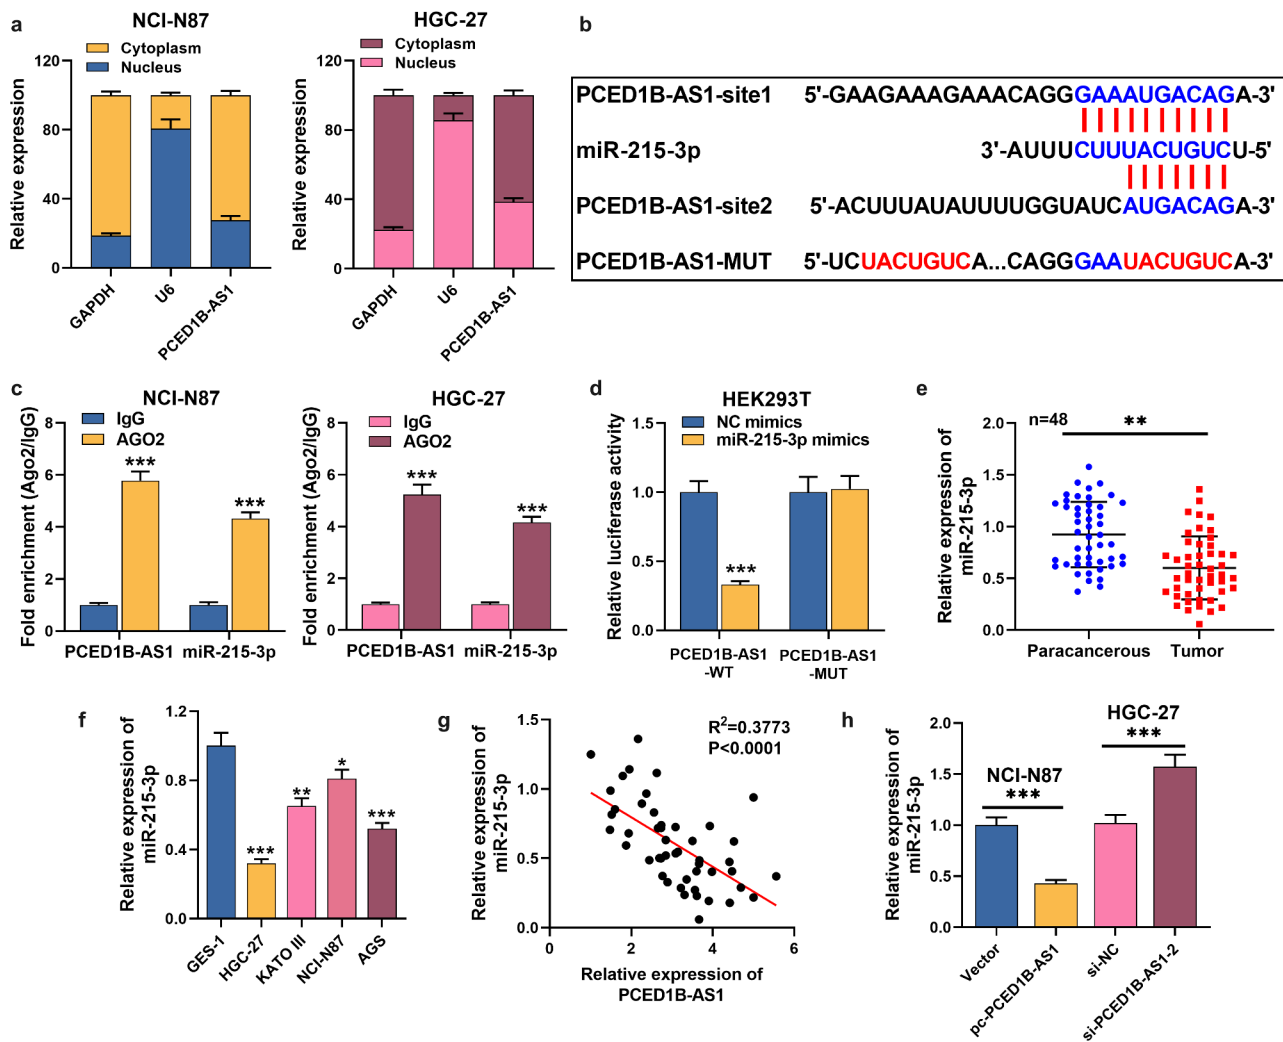 a
NCI-N87
Cytoplasm
Nucleus
Relative expression
120
80
40
0
GAPDH
U6
PCED1B-AS1
HGC-27
Cytoplasm
Nucleus
Relative expression
120
80
40
0
GAPDH
U6
PCED1B-AS1
b
PCED1B-AS1-site1 5'-GAAGAAAGAAACAGGGAAAUGACAGA-3'
miR-215-3p 3'-AUUUCUUUACUGUCU-5'
PCED1B-AS1-site2 5'-ACUUUAUAUUUUGGUAUCAUGACAGA-3'
PCED1B-AS1-MUT 5'-UCUACUGUCA...CAGGGAAUACUGUCA-3'
c
NCI-N87
IgG
AGO2
Fold enrichment (Ago2/IgG)
8
6
4
2
0
***
***
PCED1B-AS1 miR-215-3p
HGC-27
IgG
AGO2
Fold enrichment (Ago2/IgG)
8
6
4
2
0
***
***
PCED1B-AS1 miR-215-3p
d
HEK293T
NC mimics
miR-215-3p mimics
Relative luciferase activity
1.5
1.0
0.5
0.0
***
PCED1B-AS1
-WT
PCED1B-AS1
-MUT
e
n=48
**
Relative expression of
miR-215-3p
2.0
1.5
1.0
0.5
0.0
Paracancerous Tumor
f
Relative expression of
miR-215-3p
1.2
0.8
0.4
0.0
***
**
*
***
GES-1
HGC-27
KATO III
NCI-N87
AGS
g
R2=0.3773
P<0.0001
Relative expression of
miR-215-3p
1.5
1.0
0.5
0.0
0 2 4 6
Relative expression of
PCED1B-AS1
h
HGC-27
***
NCI-N87
***
Relative expression of
miR-215-3p
2.0
1.5
1.0
0.5
0.0
Vector
pc-PCED1B-AS1
si-NC
si-PCED1B-AS1-2